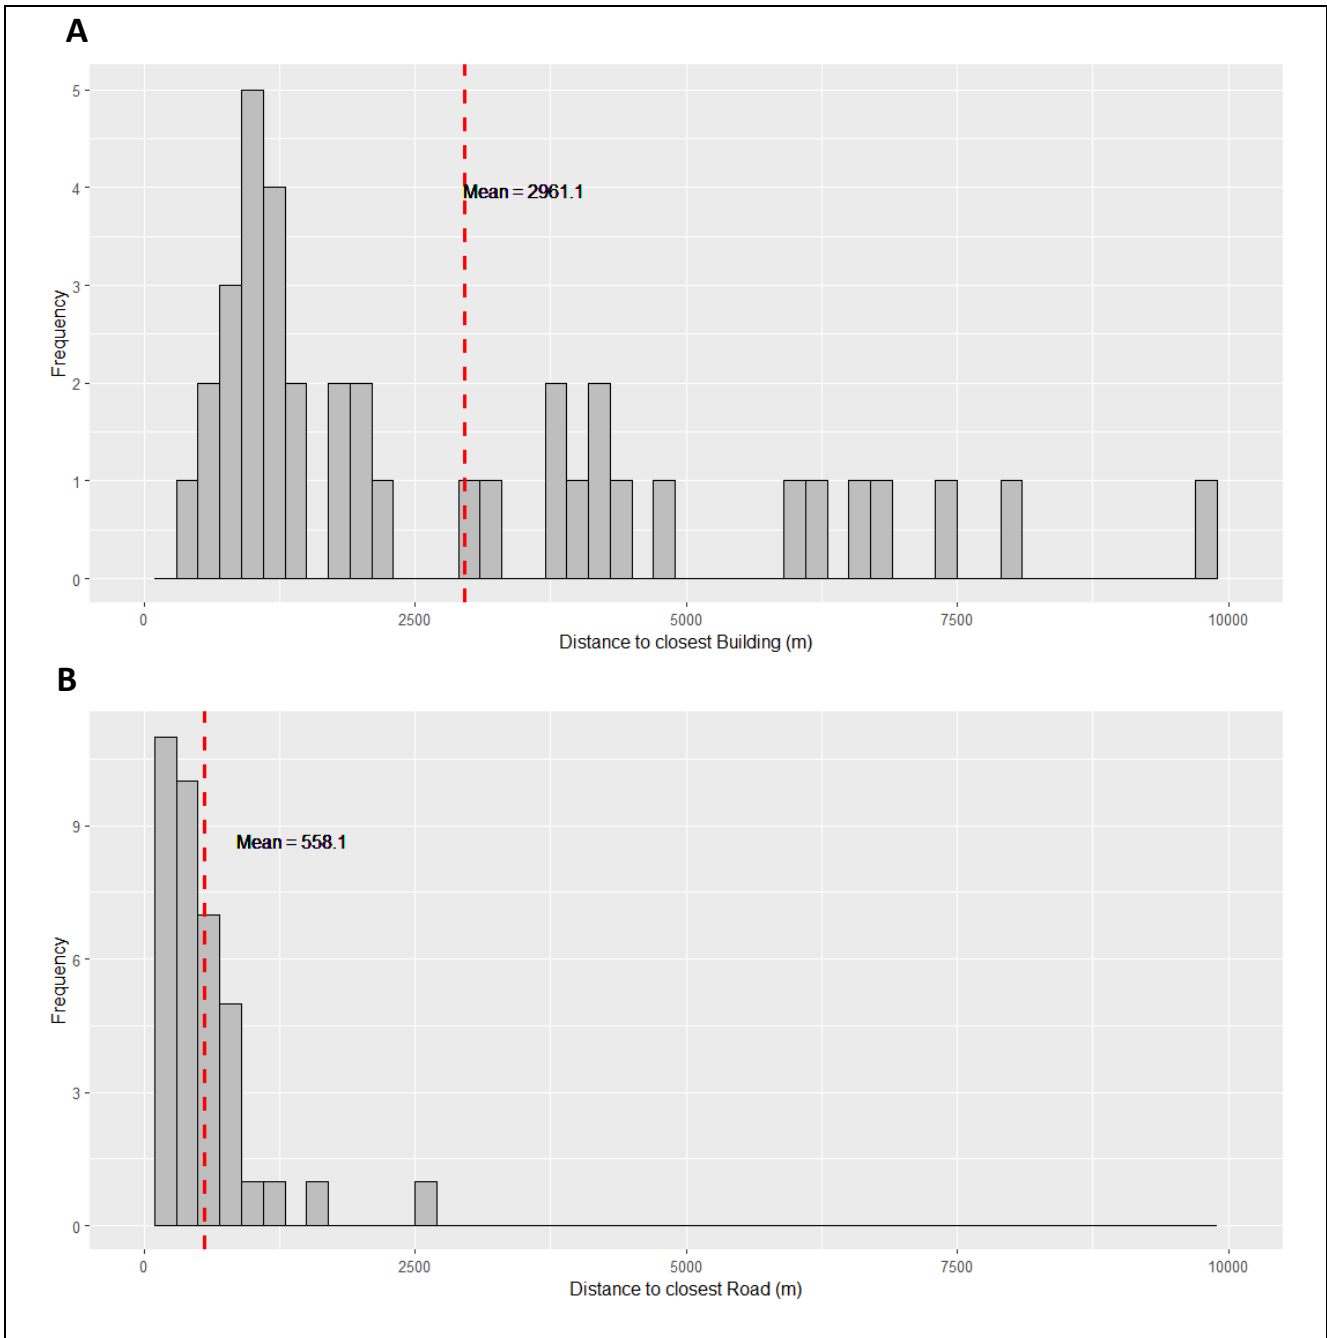 A
5
4
Mean = 2961.1
3
2
1
0
Frequency
0 2500 5000 7500 10000
Distance to closest Building (m)
B
9
Mean = 558.1
6
3
0
Frequency
0 2500 5000 7500 10000
Distance to closest Road (m)